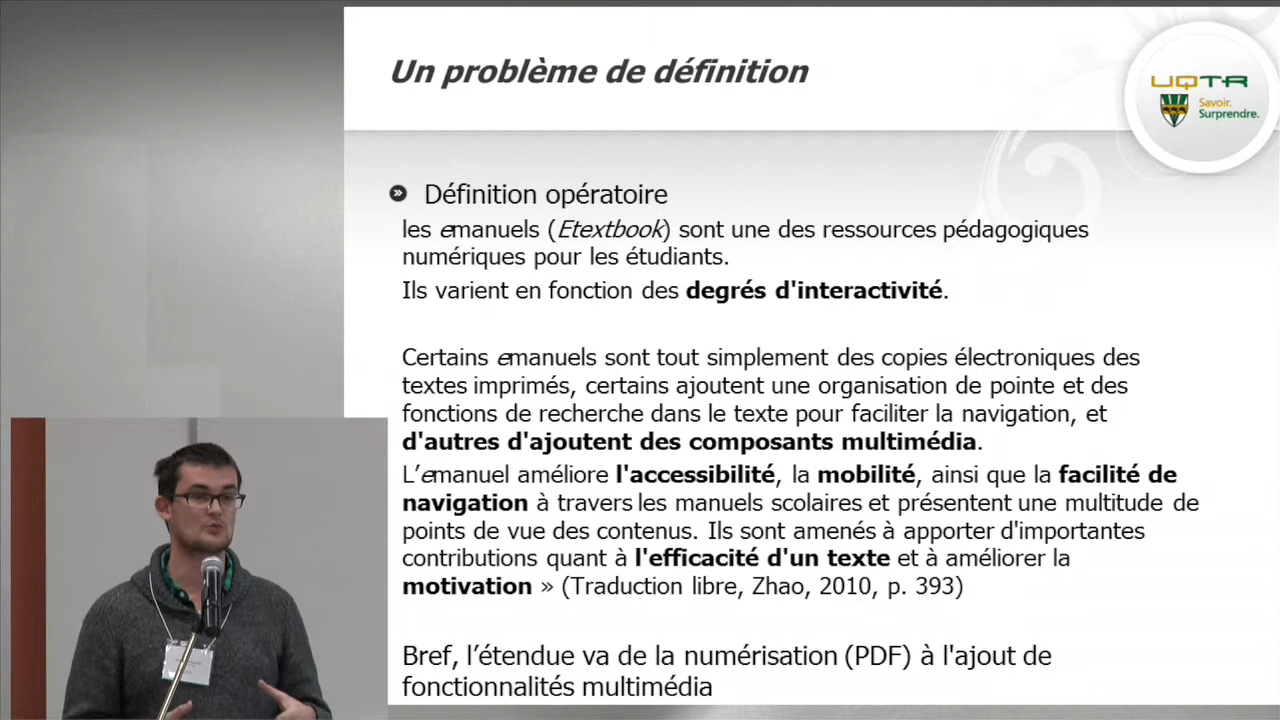 Un problème de définition
UQTR
Savoir.
Surprendre.
Définition opératoire
les emanuels (Etextbook) sont une des ressources pédagogiques
numériques pour les étudiants.
Ils varient en fonction des degrés d'interactivité.
Certains emanuels sont tout simplement des copies électroniques des
textes imprimés, certains ajoutent une organisation de pointe et des
fonctions de recherche dans le texte pour faciliter la navigation, et
d'autres d'ajoutent des composants multimédia.
L’emanuel améliore l'accessibilité, la mobilité, ainsi que la facilité de
navigation à travers les manuels scolaires et présentent une multitude de
points de vue des contenus. Ils sont amenés à apporter d'importantes
contributions quant à l'efficacité d'un texte et à améliorer la
motivation » (Traduction libre, Zhao, 2010, p. 393)
Bref, l’étendue va de la numérisation (PDF) à l'ajout de
fonctionnalités multimédia